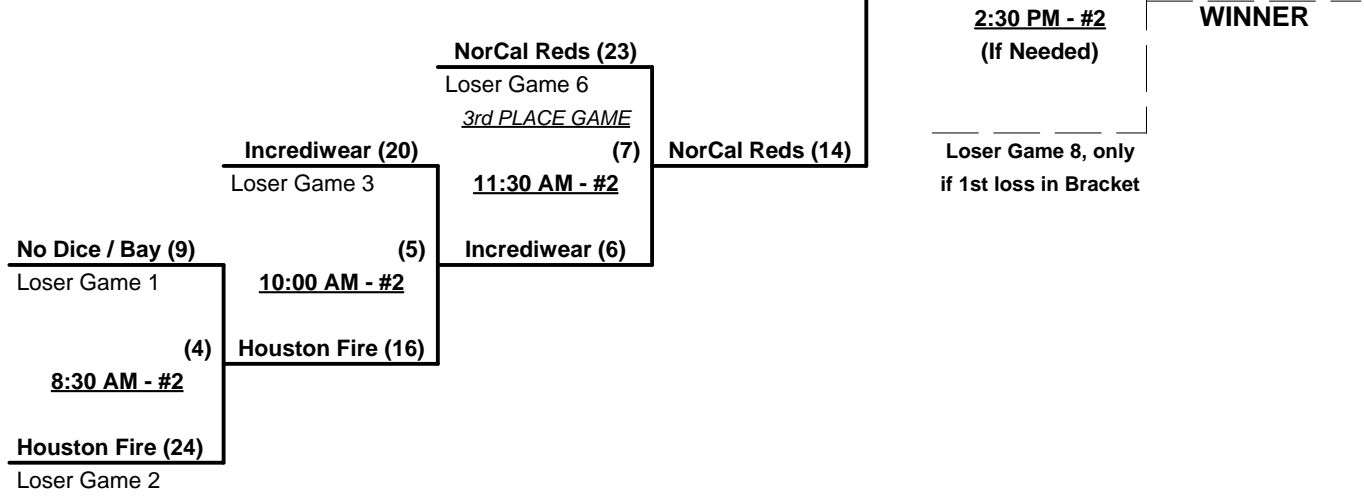 2:30 PM - #2
WINNER
(If Needed)
NorCal Reds (23)
Loser Game 6
3rd PLACE GAME
Incrediwear (20)
(7)
NorCal Reds (14)
Loser Game 8, only
if 1st loss in Bracket
Loser Game 3
11:30 AM - #2
No Dice / Bay (9)
(5)
Incrediwear (6)
Loser Game 1
10:00 AM - #2
(4)
Houston Fire (16)
8:30 AM - #2
Houston Fire (24)
Loser Game 2